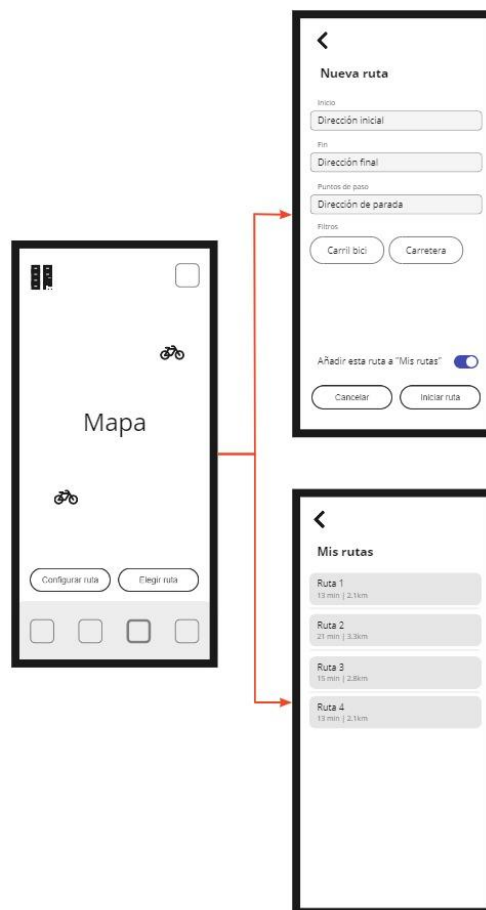 Mapa
Configurar ruta
Elegir ruta
Nueva ruta
Inicio
Dirección inicial
Fin
Dirección final
Puntos de paso
Dirección de parada
Filtros
Carril bici
Carretera
Añadir esta ruta a "Mis rutas"
Cancelar
Iniciar ruta
Mis rutas
Ruta 1
13 min | 2.1km
Ruta 2
21 min | 3.3km
Ruta 3
15 min | 2.8km
Ruta 4
13 min | 2.1km